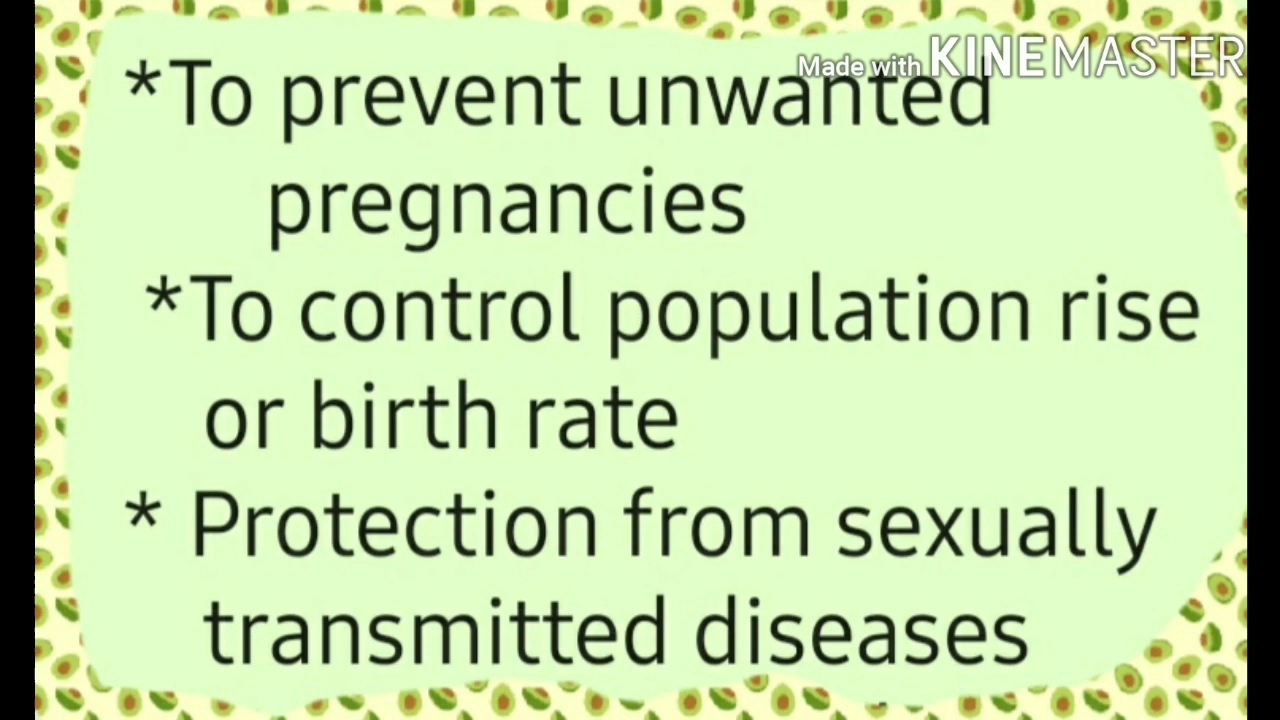 Made with KINEMASTER
*To prevent unwanted
pregnancies
*To control population rise
or birth rate
* Protection from sexually
transmitted diseases